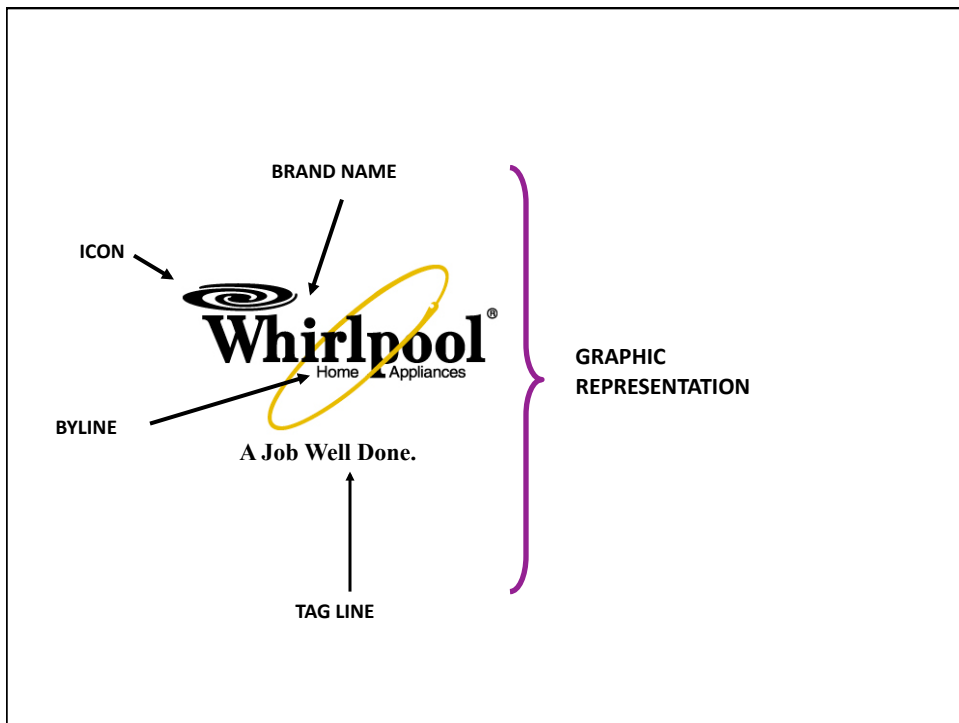 BRAND NAME
ICON
Whirlpool®
Home Appliances
GRAPHIC
REPRESENTATION
BYLINE
A Job Well Done.
TAG LINE